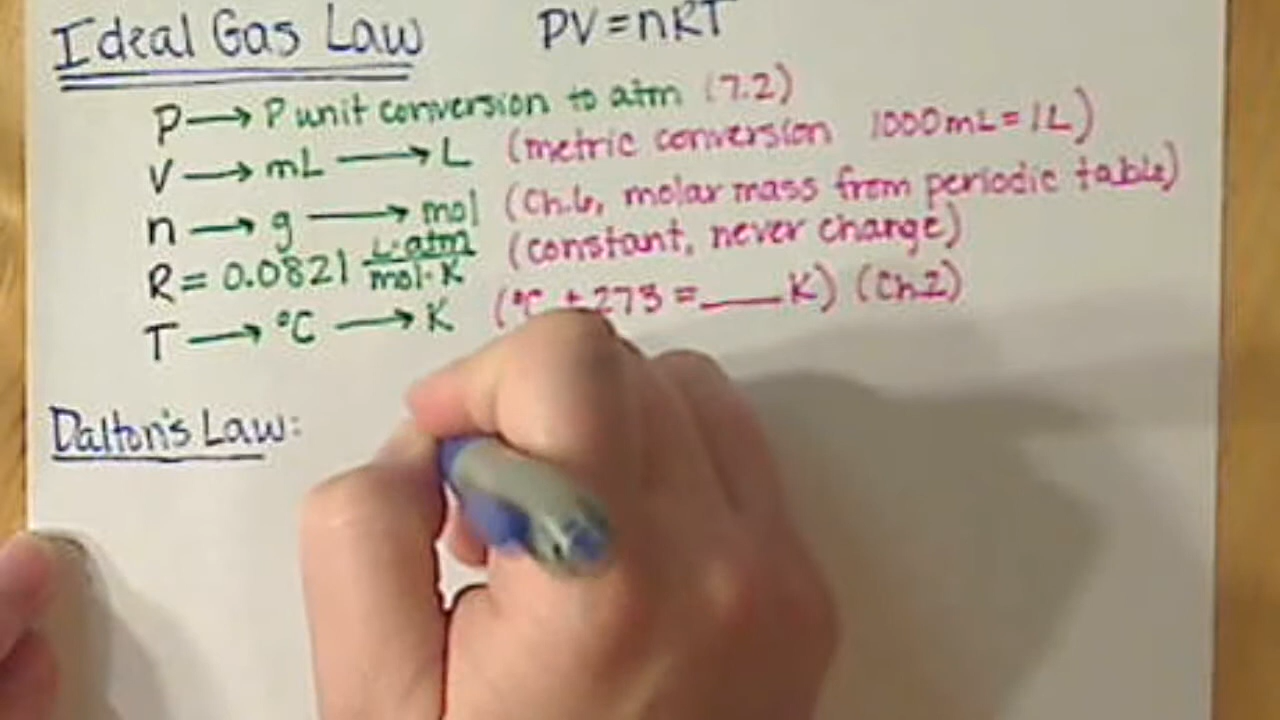 Ideal Gas Law PV=nRT
P → P unit conversion to atm (7.2)
V → mL → L (metric conversion 1000mL = 1L)
n → g → mol (Ch.6, molar mass from periodic table)
R = 0.0821 L·atm/mol·K (constant, never change)
T → °C → K (°C + 273 = ___ K) (Ch.2)
Dalton's Law: